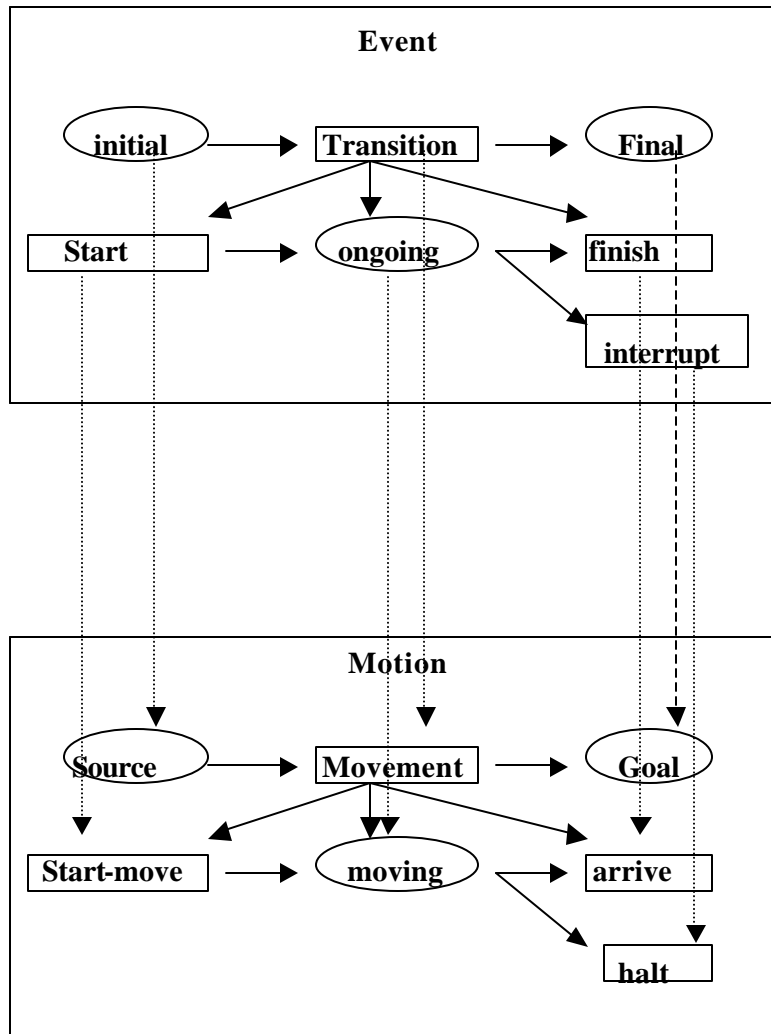 Event
initial Transition Final
Start ongoing finish
interrupt
Motion
Source Movement Goal
Start-move moving arrive
halt